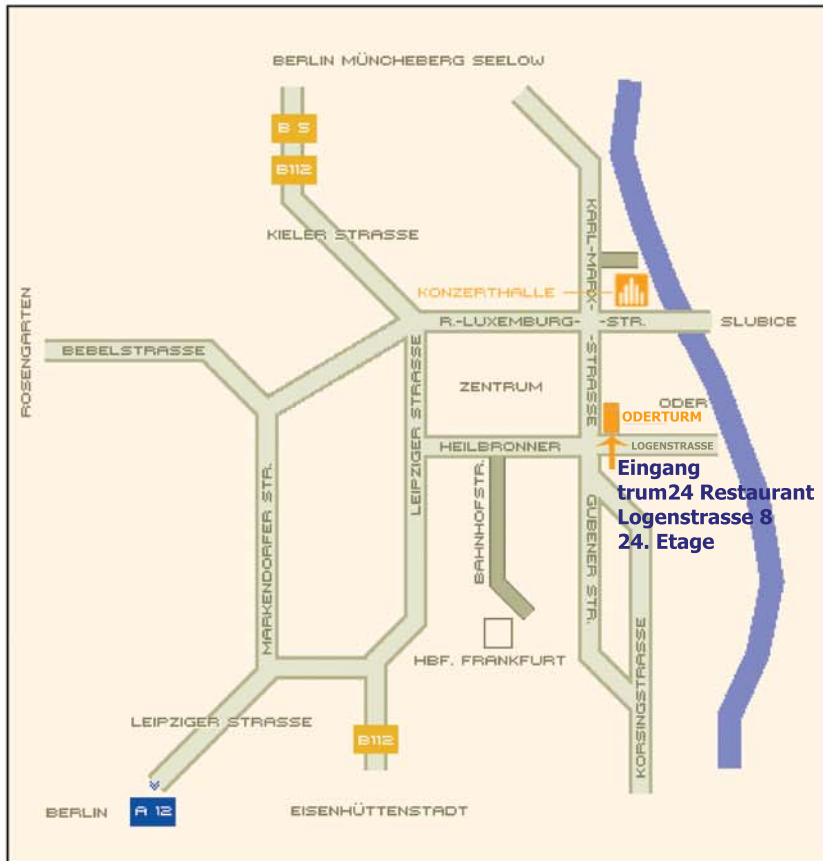 BERLIN MÜNCHEBERG SEELOW
B 5
B112
KIELER STRASSE
KARL-MARX-
-STRASSE
KONZERTHALLE
R.-LUXEMBURG-
-STR.
SLUBICE
ROSENGARTEN
BEBELSTRASSE
LEIPZIGER STRASSE
ZENTRUM
ODER
ODERTURM
HEILBRONNER
LOGENSTRASSE
Eingang
trum24 Restaurant
Logenstrasse 8
24. Etage
MARKENDORFER STR.
BAHNHOFSTR.
GUBENER STR.
HBF. FRANKFURT
KORSINGSTRASSE
LEIPZIGER STRASSE
B112
BERLIN
A 12
EISENHÜTTENSTADT